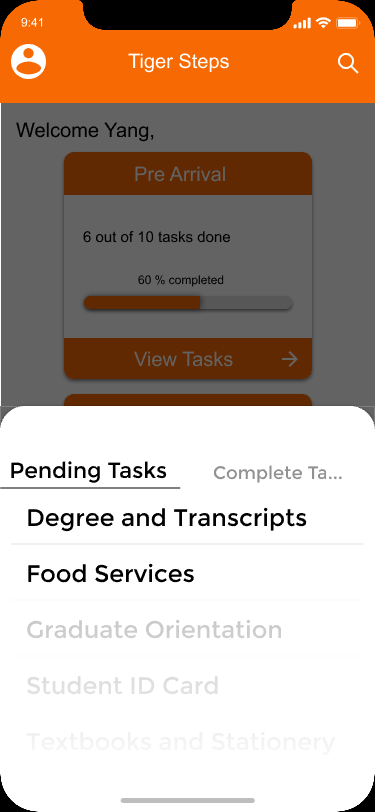 9:41
Tiger Steps
Welcome Yang,
Pre Arrival
6 out of 10 tasks done
60 % completed
View Tasks
Pending Tasks
Complete Ta...
Degree and Transcripts
Food Services
Graduate Orientation
Student ID Card
Textbooks and Stationery